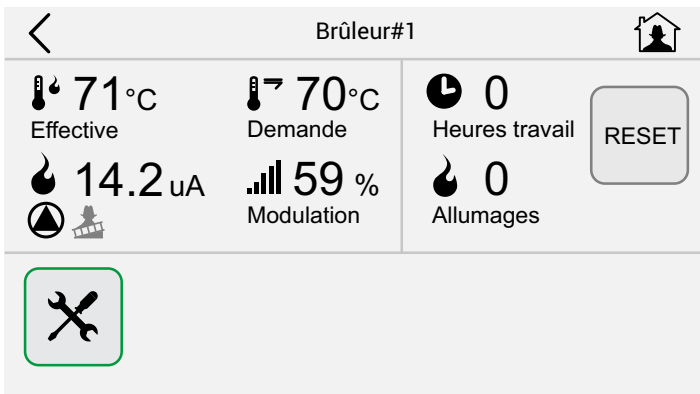 Brûleur#1
71°C
Effective
70°C
Demande
14.2 uA
59 %
Modulation
0
Heures travail
0
Allumages
RESET